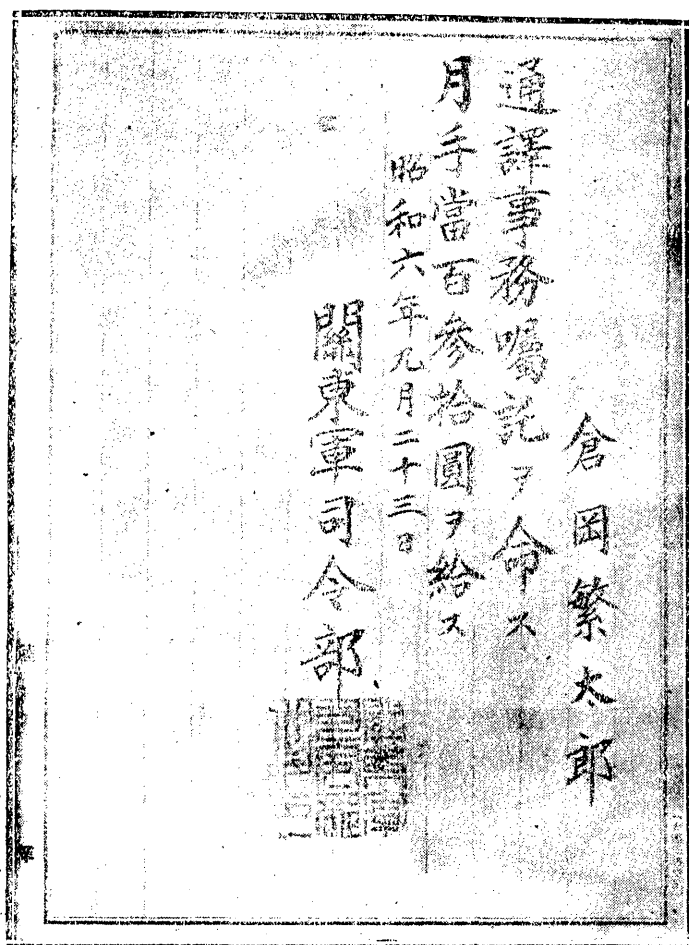 倉岡繁太郎
通譯事務嘱託ヲ命ス
月手當百参拾圓ヲ給ス
昭和六年九月二十三日
關東軍司令部